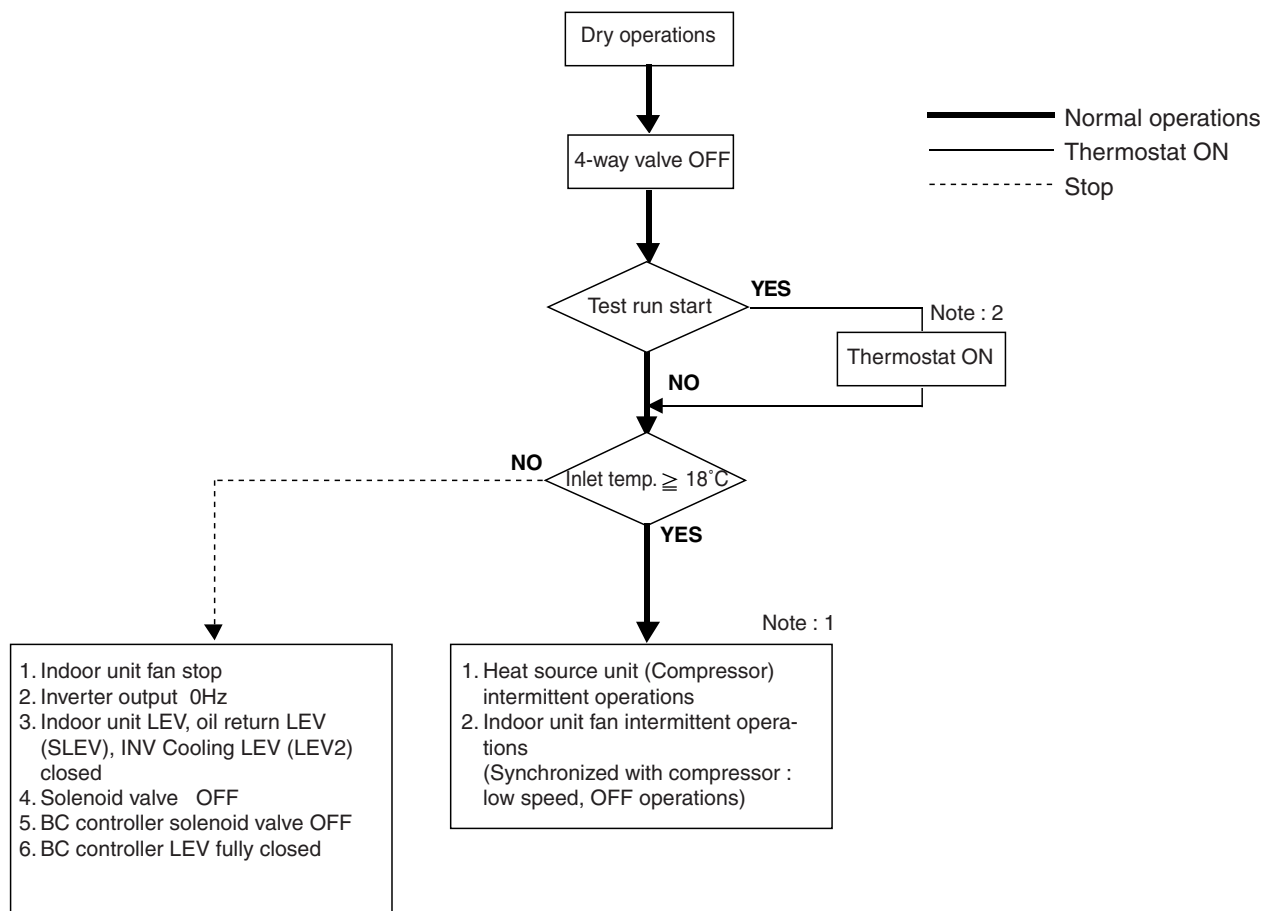 Dry operations
Normal operations
4-way valve OFF
Thermostat ON
Stop
YES
Test run start
Note : 2
Thermostat ON
NO
NO
Inlet temp. ≧ 18°C
YES
Note : 1
1. Indoor unit fan stop
2. Inverter output 0Hz
3. Indoor unit LEV, oil return LEV
(SLEV), INV Cooling LEV (LEV2)
closed
4. Solenoid valve OFF
5. BC controller solenoid valve OFF
6. BC controller LEV fully closed
1. Heat source unit (Compressor)
intermittent operations
2. Indoor unit fan intermittent opera-
tions
(Synchronized with compressor :
low speed, OFF operations)